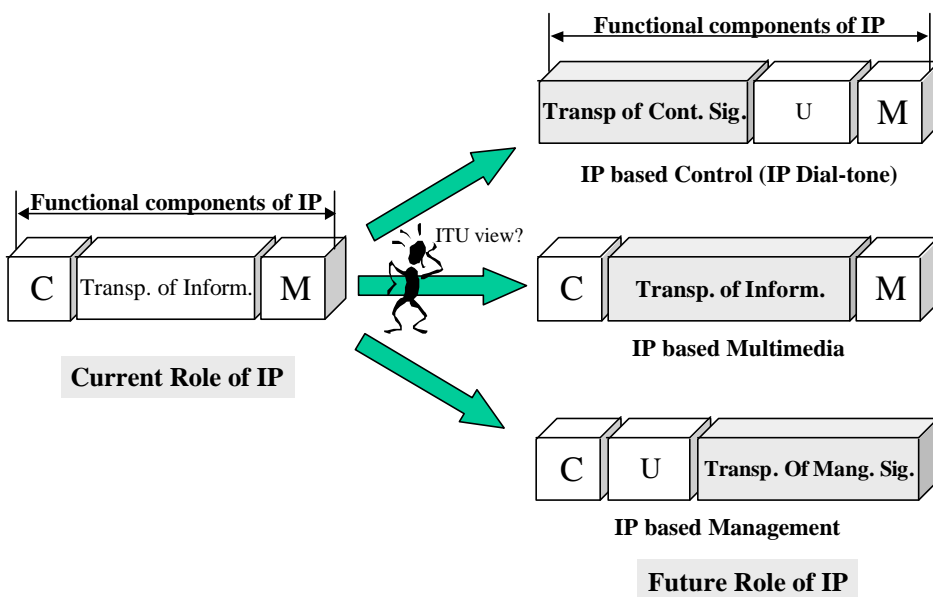 Functional components of IP
C
Transp. of Inform.
M
Current Role of IP
ITU view?
Functional components of IP
Transp of Cont. Sig.
U
M
IP based Control (IP Dial-tone)
C
Transp. of Inform.
M
IP based Multimedia
C
U
Transp. Of Mang. Sig.
IP based Management
Future Role of IP